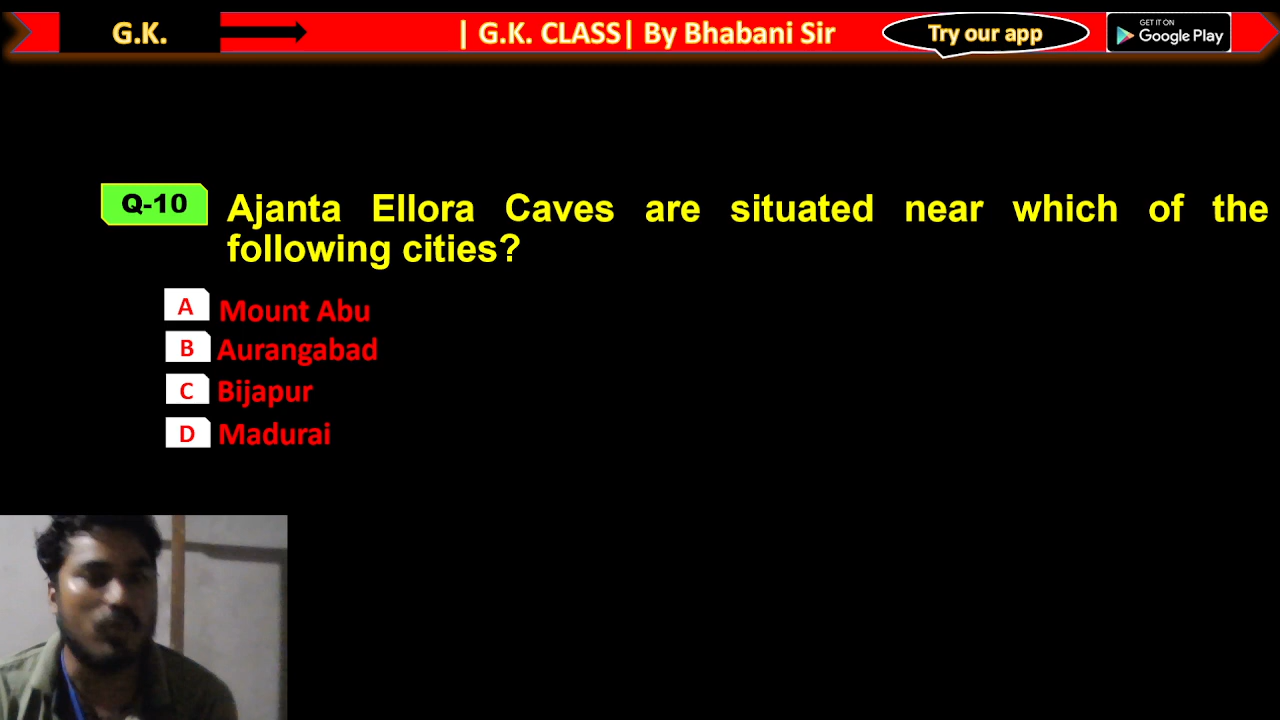 G.K.
| G.K. CLASS| By Bhabani Sir
Try our app
GET IT ON
Google Play
Q-10
Ajanta Ellora Caves are situated near which of the
following cities?
A Mount Abu
B Aurangabad
C Bijapur
D Madurai